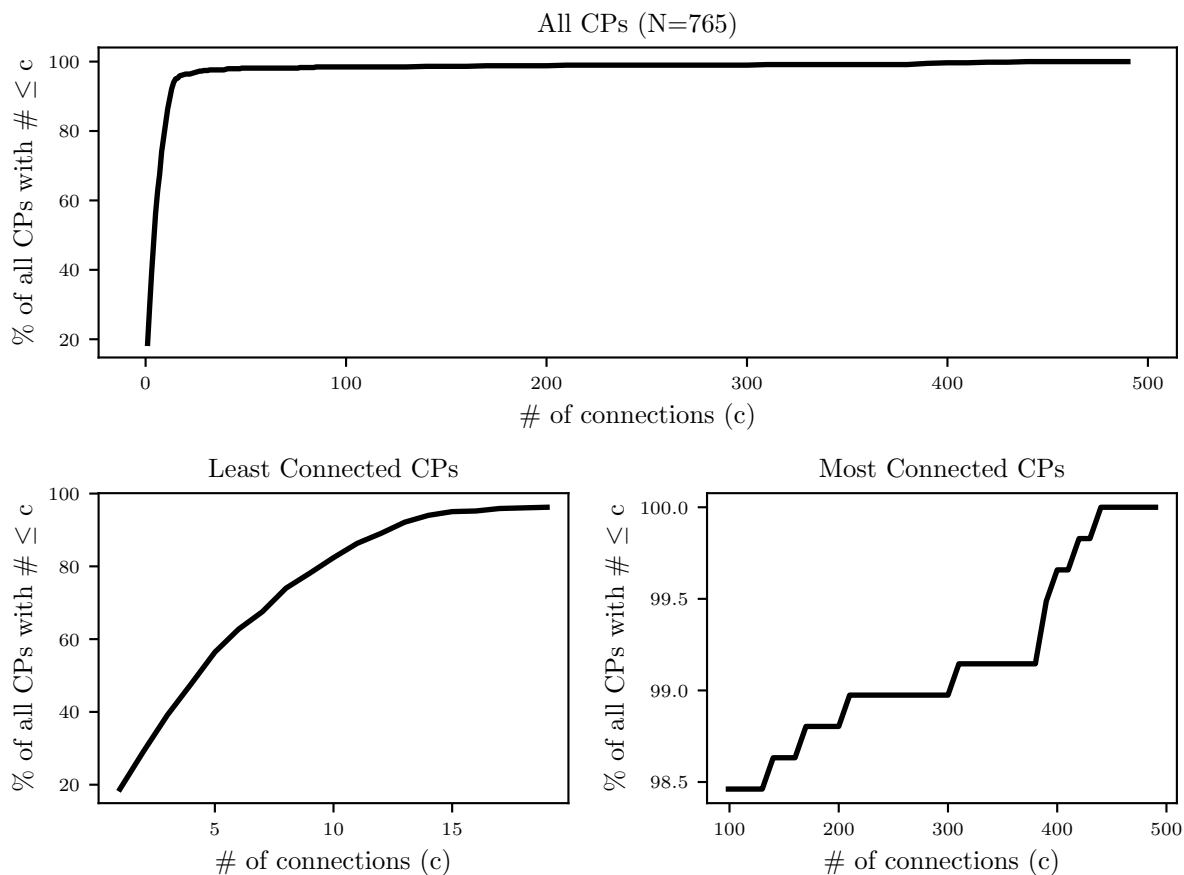 All CPs (N=765)
% of all CPs with # ≤ c
100
80
60
40
20
0 100 200 300 400 500
# of connections (c)
Least Connected CPs
% of all CPs with # ≤ c
100
80
60
40
20
5 10 15
# of connections (c)
Most Connected CPs
% of all CPs with # ≤ c
100.0
99.5
99.0
98.5
100 200 300 400 500
# of connections (c)